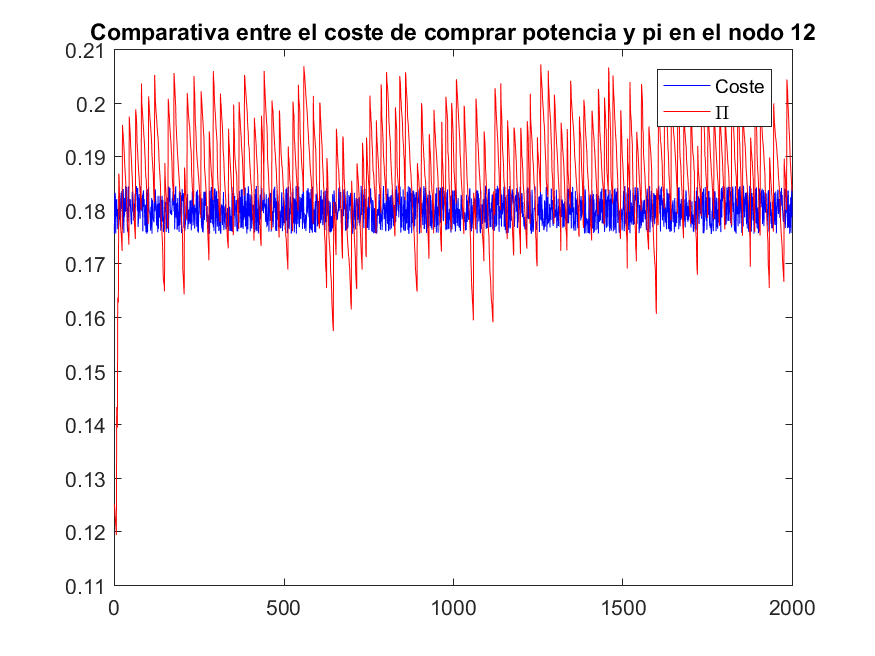 Comparativa entre el coste de comprar potencia y pi en el nodo 12
0.21
0.2
0.19
0.18
0.17
0.16
0.15
0.14
0.13
0.12
0.11
Coste
Π
0 500 1000 1500 2000